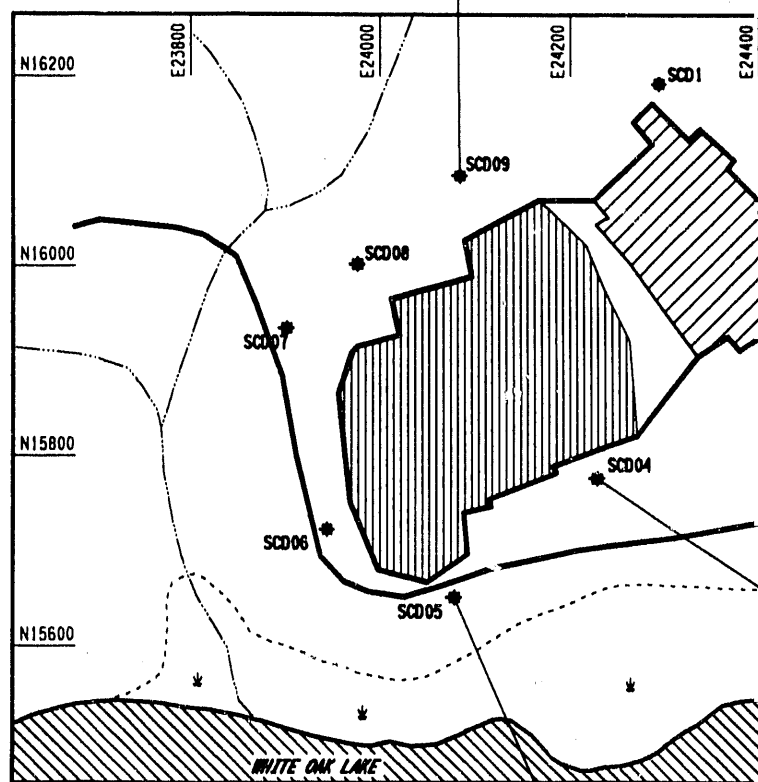 E23800
E24000
E24200
E24400
N16200
SCD1
SCD09
N16000
SCD08
SCD07
N15800
SCD04
SCD06
SCD05
N15600
WHITE OAK LAKE